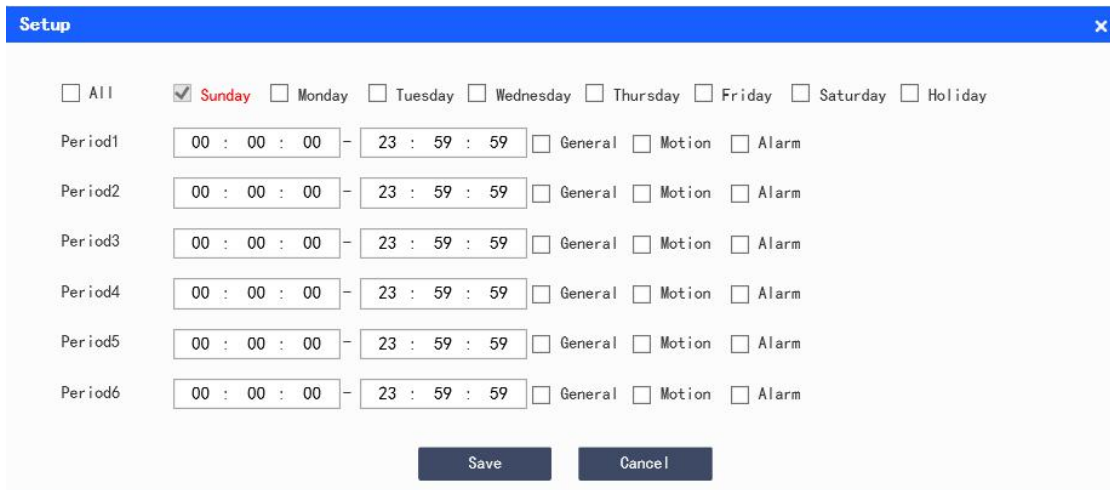 Setup
All Sunday Monday Tuesday Wednesday Thursday Friday Saturday Holiday
Period1 00 : 00 : 00 - 23 : 59 : 59 General Motion Alarm
Period2 00 : 00 : 00 - 23 : 59 : 59 General Motion Alarm
Period3 00 : 00 : 00 - 23 : 59 : 59 General Motion Alarm
Period4 00 : 00 : 00 - 23 : 59 : 59 General Motion Alarm
Period5 00 : 00 : 00 - 23 : 59 : 59 General Motion Alarm
Period6 00 : 00 : 00 - 23 : 59 : 59 General Motion Alarm
Save Cancel